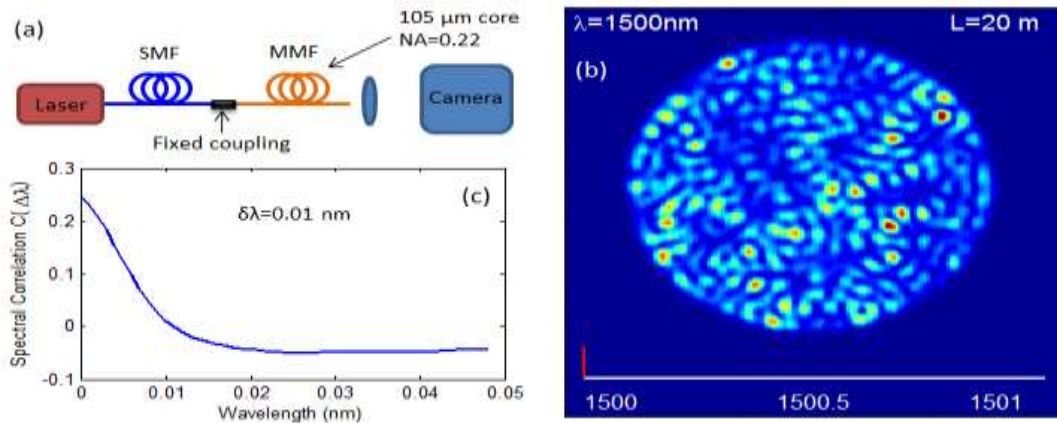 (a)
105 µm core
NA=0.22
SMF
MMF
Laser
Camera
Fixed coupling
(c)
δλ=0.01 nm
Spectral Correlation C(Δλ)
0.3
0.2
0.1
0
-0.1
0
0.01
0.02
0.03
0.04
0.05
Wavelength (nm)
λ=1500nm
L=20 m
(b)
1500
1500.5
1501